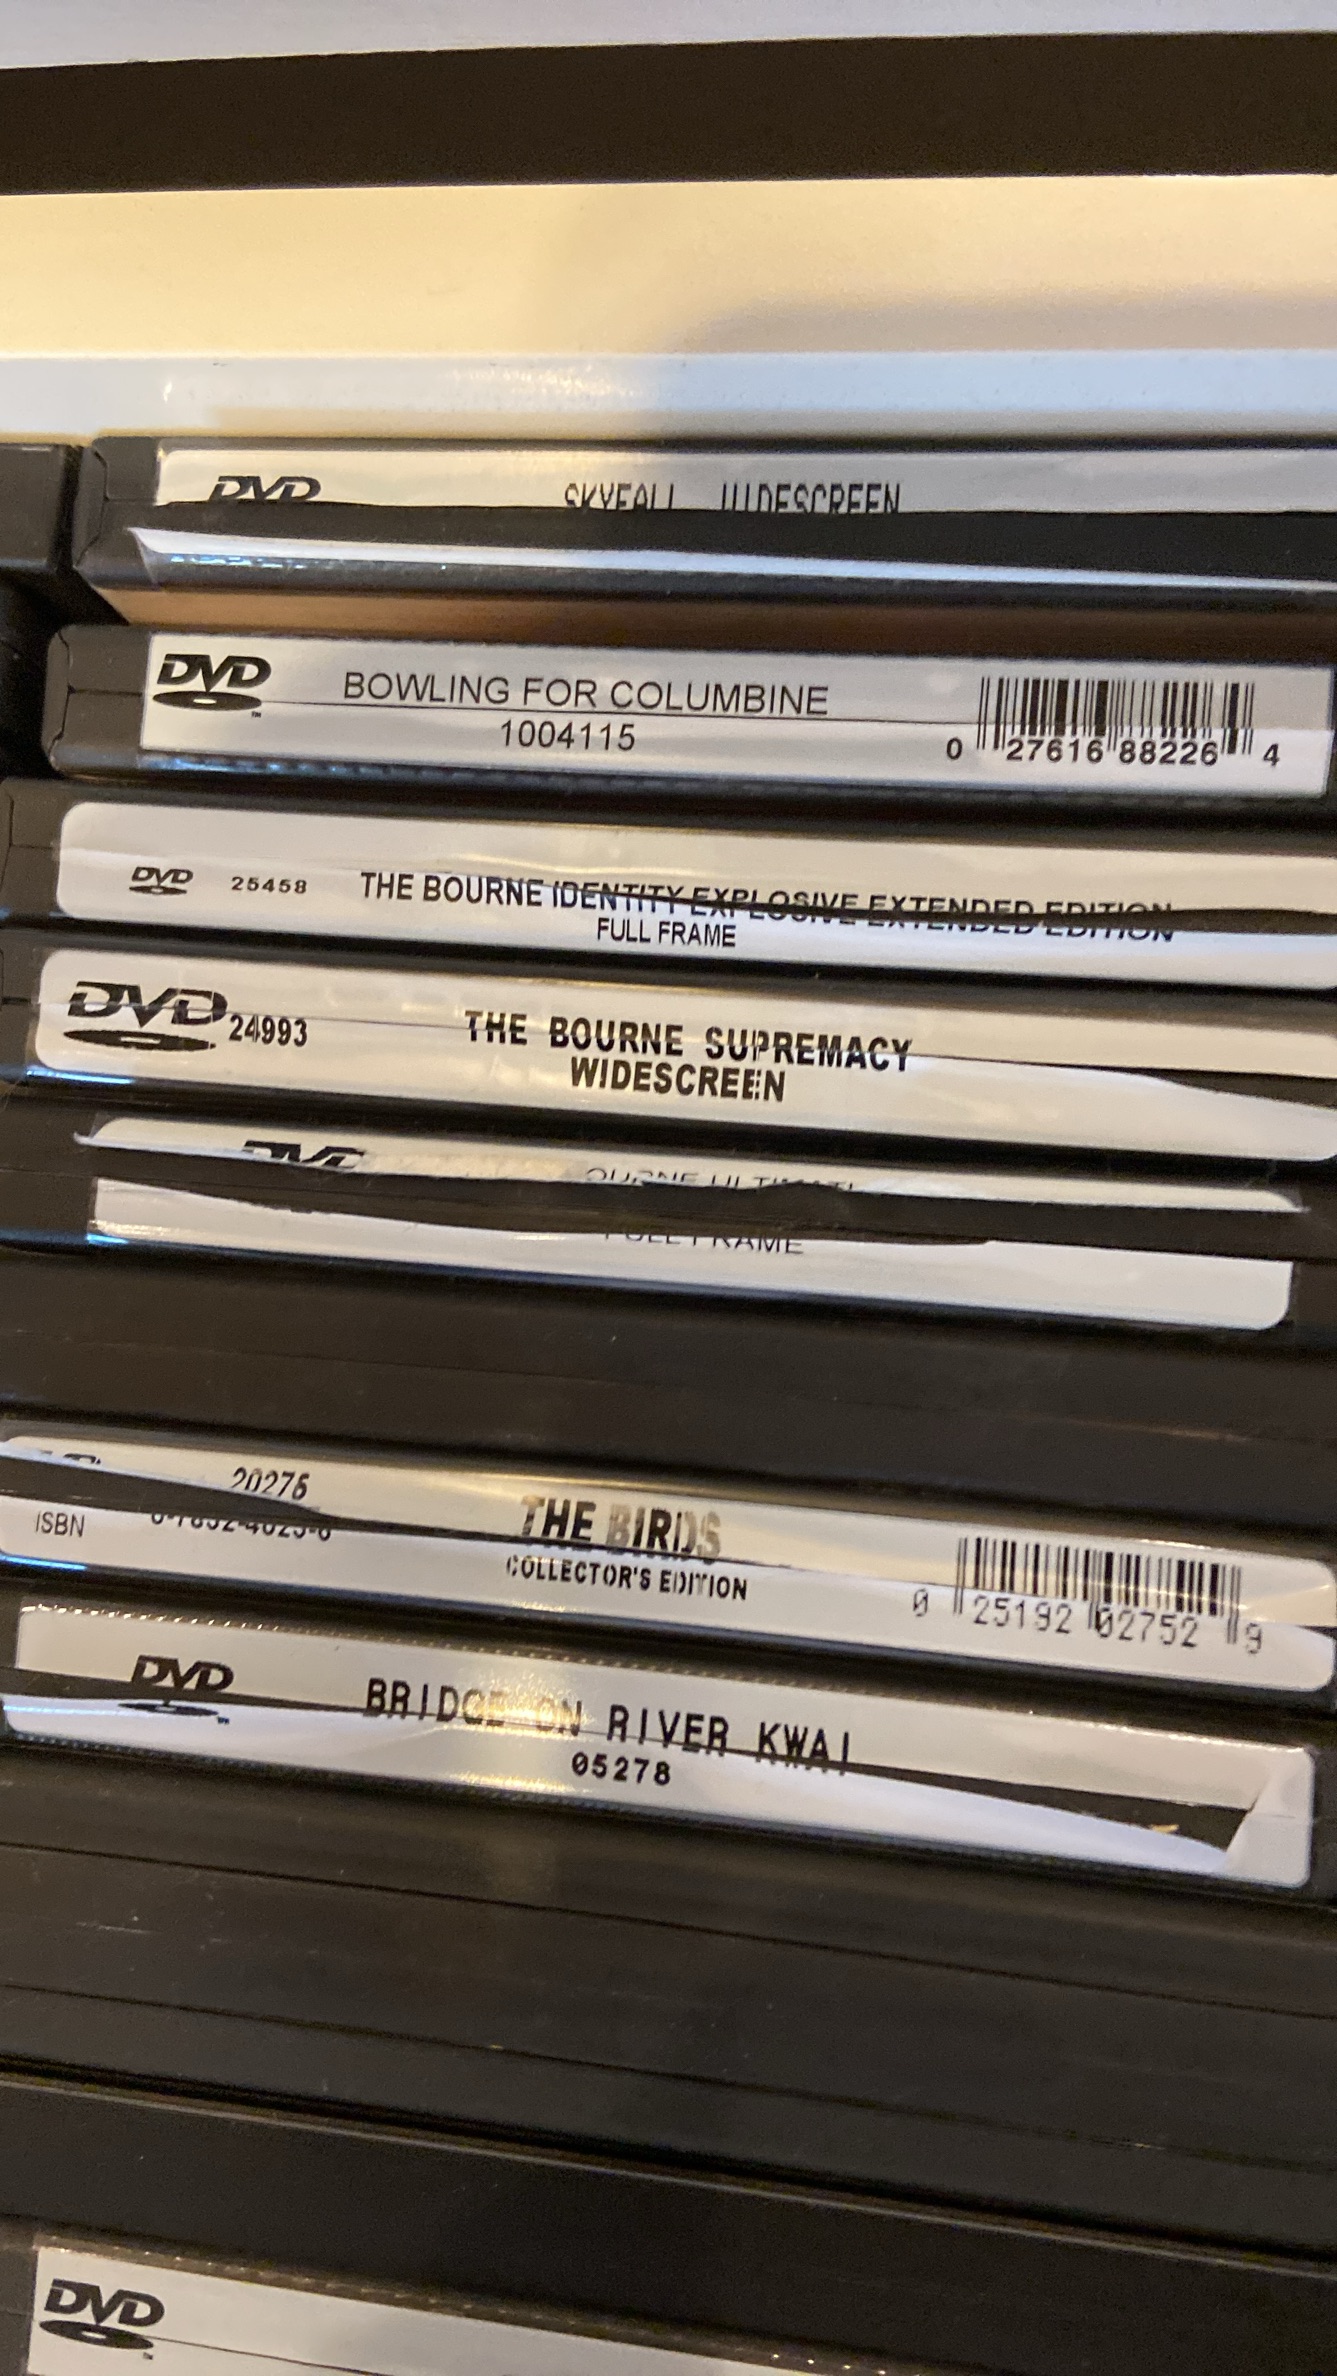 DVD SKYFALL WIDESCREEN
DVD BOWLING FOR COLUMBINE
1004115
0 27616 88226 4
DVD 25458 THE BOURNE IDENTITY EXPLOSIVE EXTENDED EDITION
FULL FRAME
DVD 24993 THE BOURNE SUPREMACY
WIDESCREEN
DVD
FULL FRAME
20276 THE BIRDS
ISBN
COLLECTOR'S EDITION
0 25192 02752 9
DVD BRIDGE ON RIVER KWAI
05278
DVD